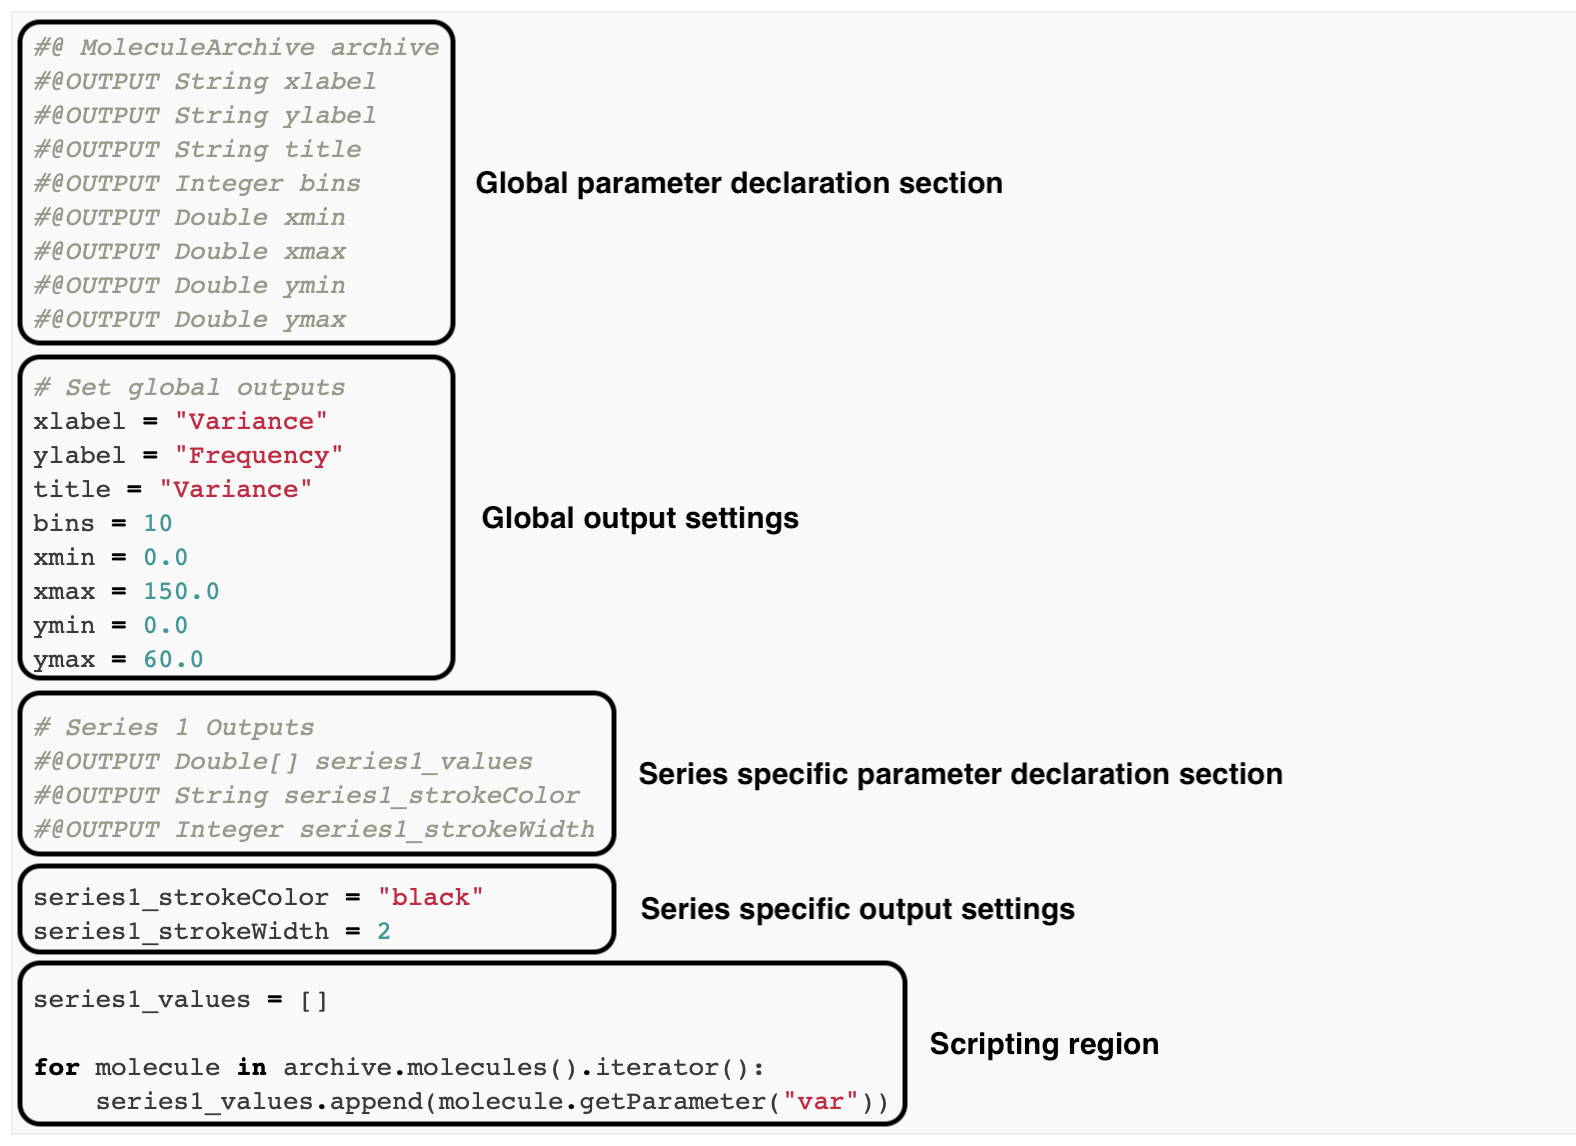 #@ MoleculeArchive archive
#@OUTPUT String xlabel
#@OUTPUT String ylabel
#@OUTPUT String title
#@OUTPUT Integer bins
#@OUTPUT Double xmin
#@OUTPUT Double xmax
#@OUTPUT Double ymin
#@OUTPUT Double ymax
Global parameter declaration section
# Set global outputs
xlabel = "Variance"
ylabel = "Frequency"
title = "Variance"
bins = 10
xmin = 0.0
xmax = 150.0
ymin = 0.0
ymax = 60.0
Global output settings
# Series 1 Outputs
#@OUTPUT Double[] series1_values
#@OUTPUT String series1_strokeColor
#@OUTPUT Integer series1_strokeWidth
Series specific parameter declaration section
series1_strokeColor = "black"
series1_strokeWidth = 2
Series specific output settings
series1_values = []
for molecule in archive.molecules().iterator():
    series1_values.append(molecule.getParameter("var"))
Scripting region